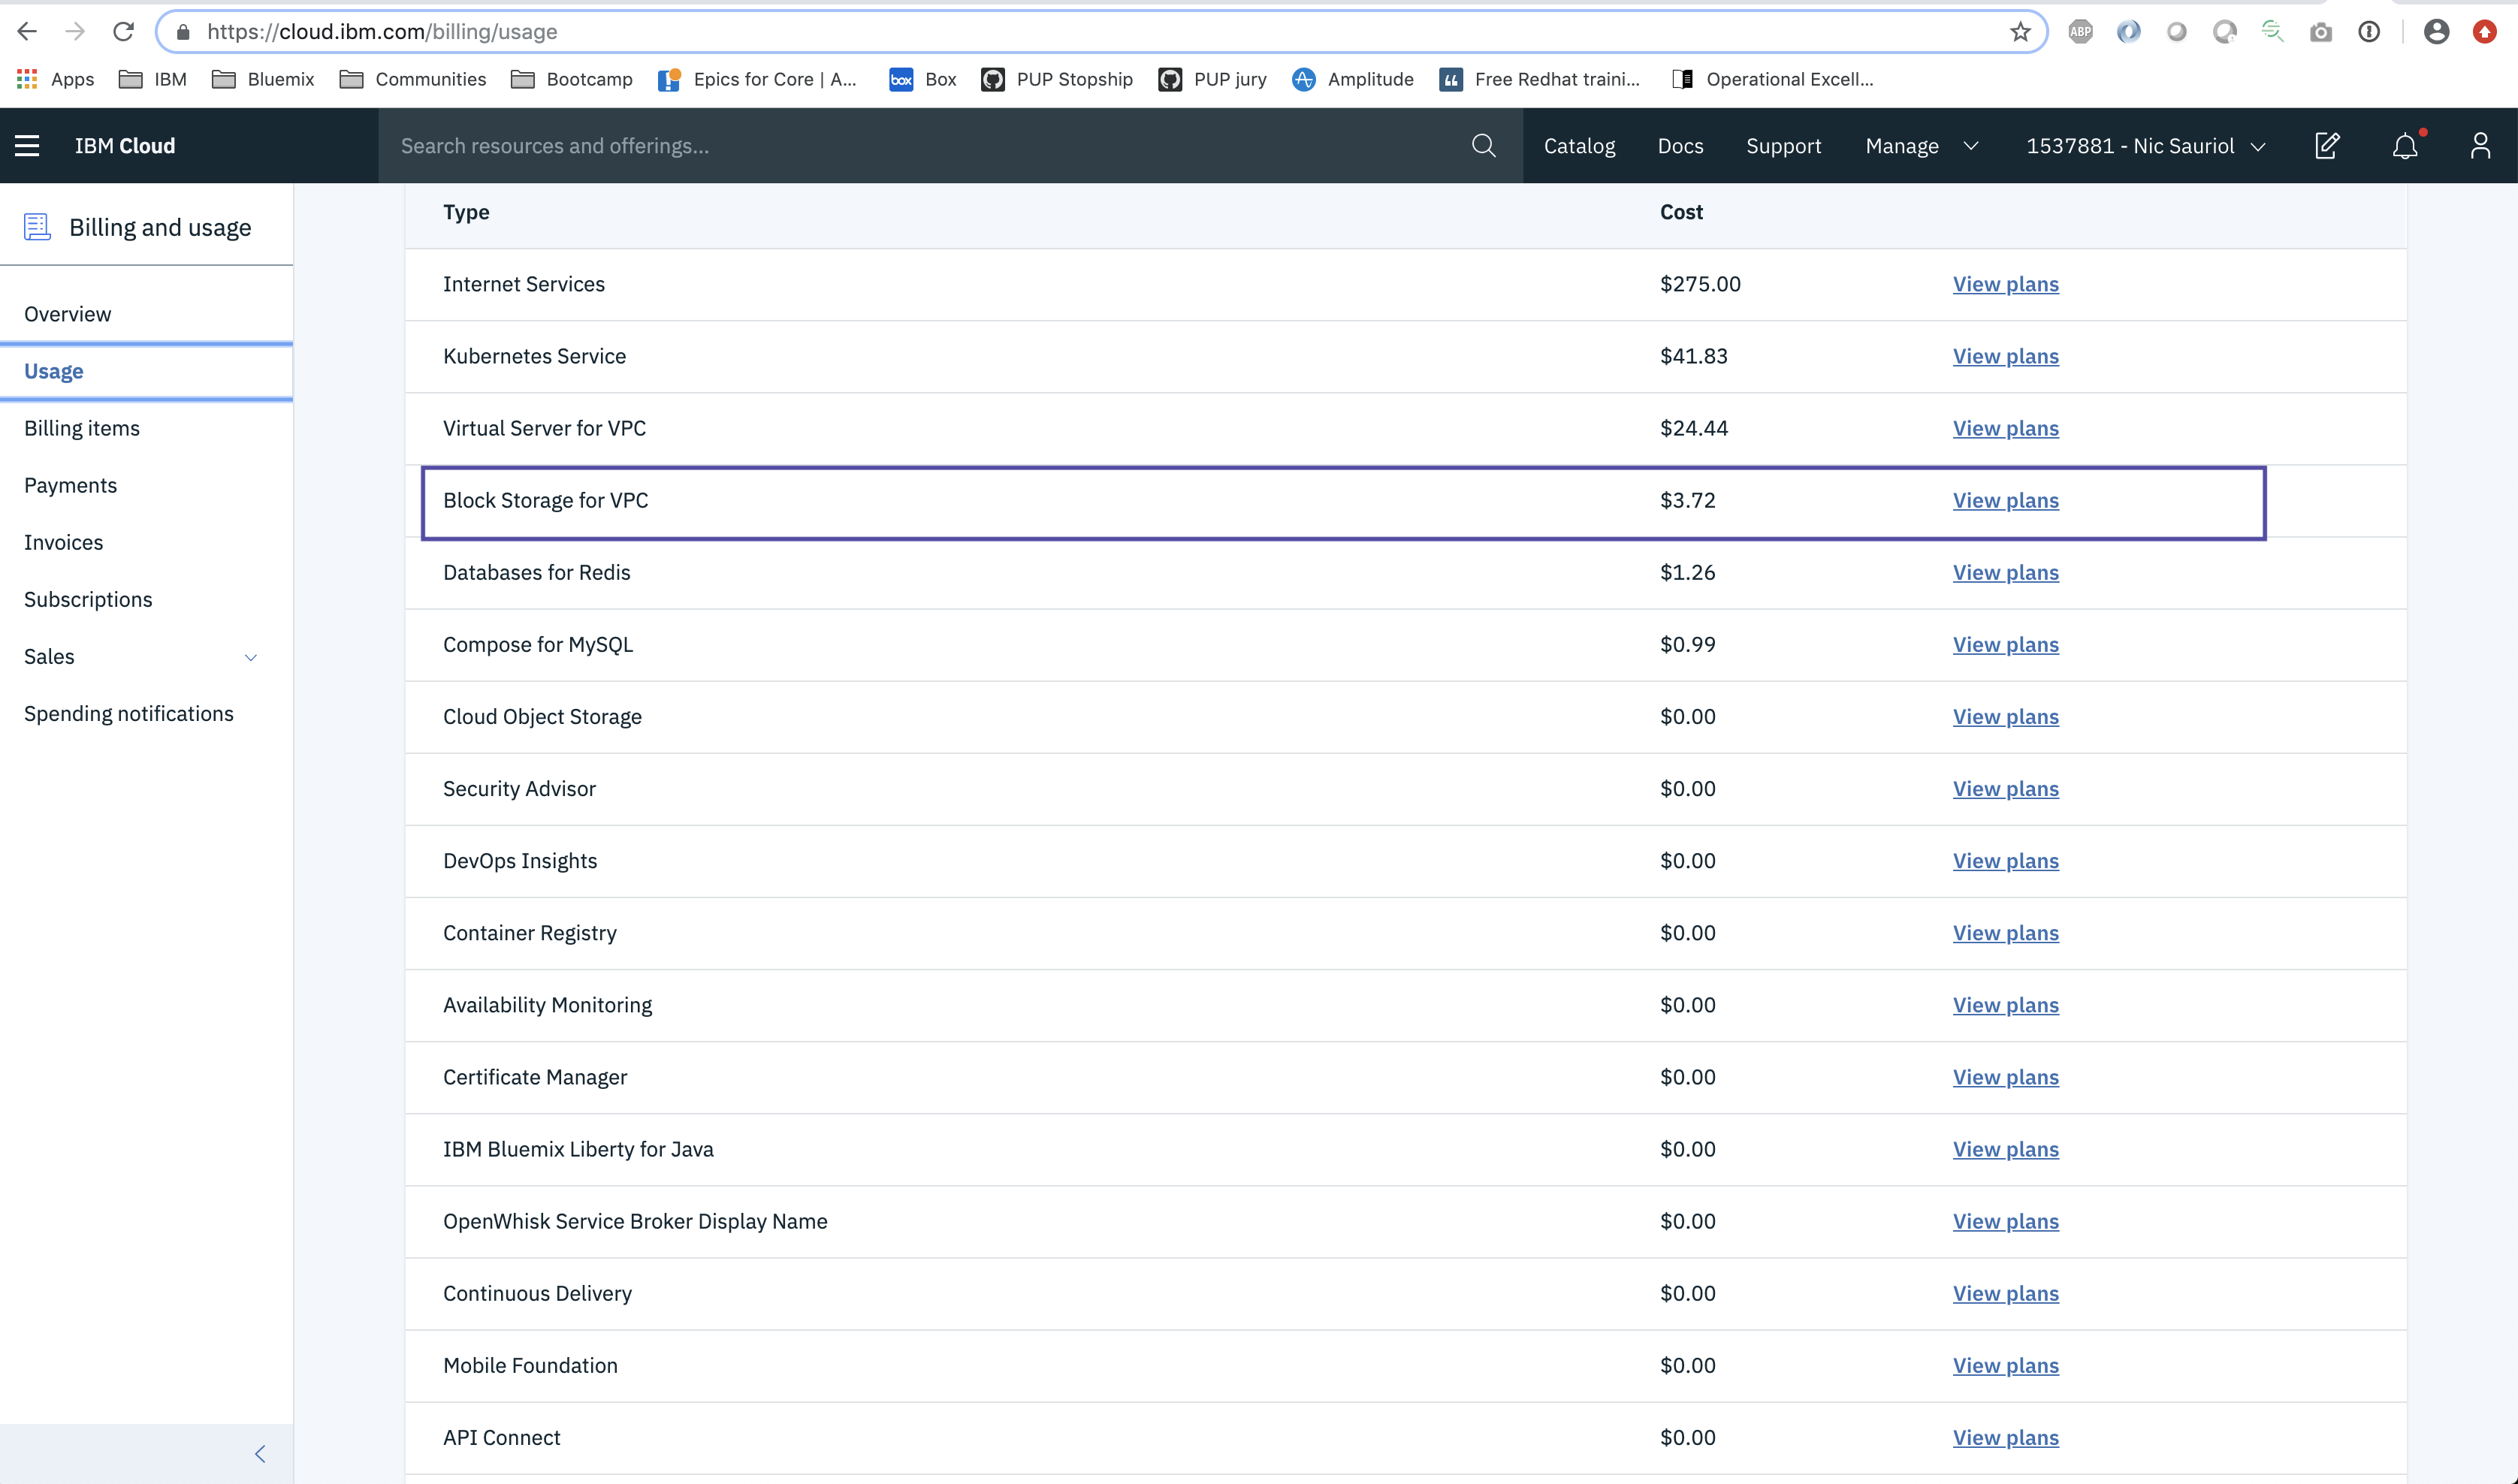 https://cloud.ibm.com/billing/usage
ABP
Apps IBM Bluemix Communities Bootcamp Epics for Core | A... box Box PUP Stopship PUP jury Amplitude Free Redhat traini... Operational Excell...
IBM Cloud Search resources and offerings... Catalog Docs Support Manage 1537881 - Nic Sauriol
Billing and usage
Overview
Usage
Billing items
Payments
Invoices
Subscriptions
Sales
Spending notifications
Type Cost
Internet Services $275.00 View plans
Kubernetes Service $41.83 View plans
Virtual Server for VPC $24.44 View plans
Block Storage for VPC $3.72 View plans
Databases for Redis $1.26 View plans
Compose for MySQL $0.99 View plans
Cloud Object Storage $0.00 View plans
Security Advisor $0.00 View plans
DevOps Insights $0.00 View plans
Container Registry $0.00 View plans
Availability Monitoring $0.00 View plans
Certificate Manager $0.00 View plans
IBM Bluemix Liberty for Java $0.00 View plans
OpenWhisk Service Broker Display Name $0.00 View plans
Continuous Delivery $0.00 View plans
Mobile Foundation $0.00 View plans
API Connect $0.00 View plans